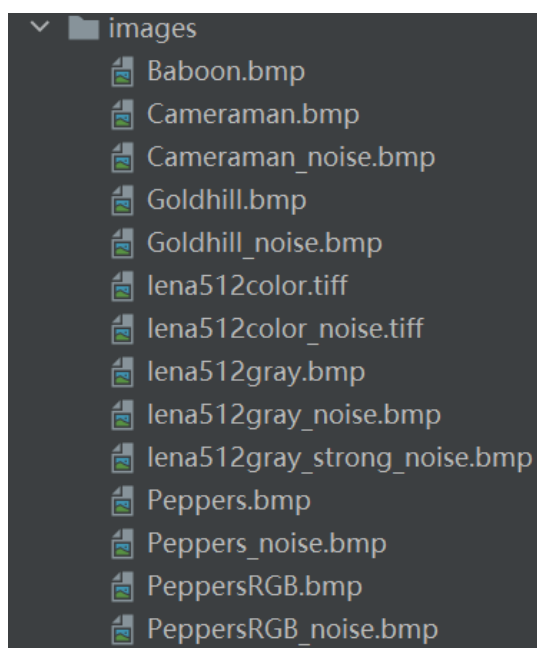 images
Baboon.bmp
Cameraman.bmp
Cameraman_noise.bmp
Goldhill.bmp
Goldhill_noise.bmp
lena512color.tiff
lena512color_noise.tiff
lena512gray.bmp
lena512gray_noise.bmp
lena512gray_strong_noise.bmp
Peppers.bmp
Peppers_noise.bmp
PeppersRGB.bmp
PeppersRGB_noise.bmp